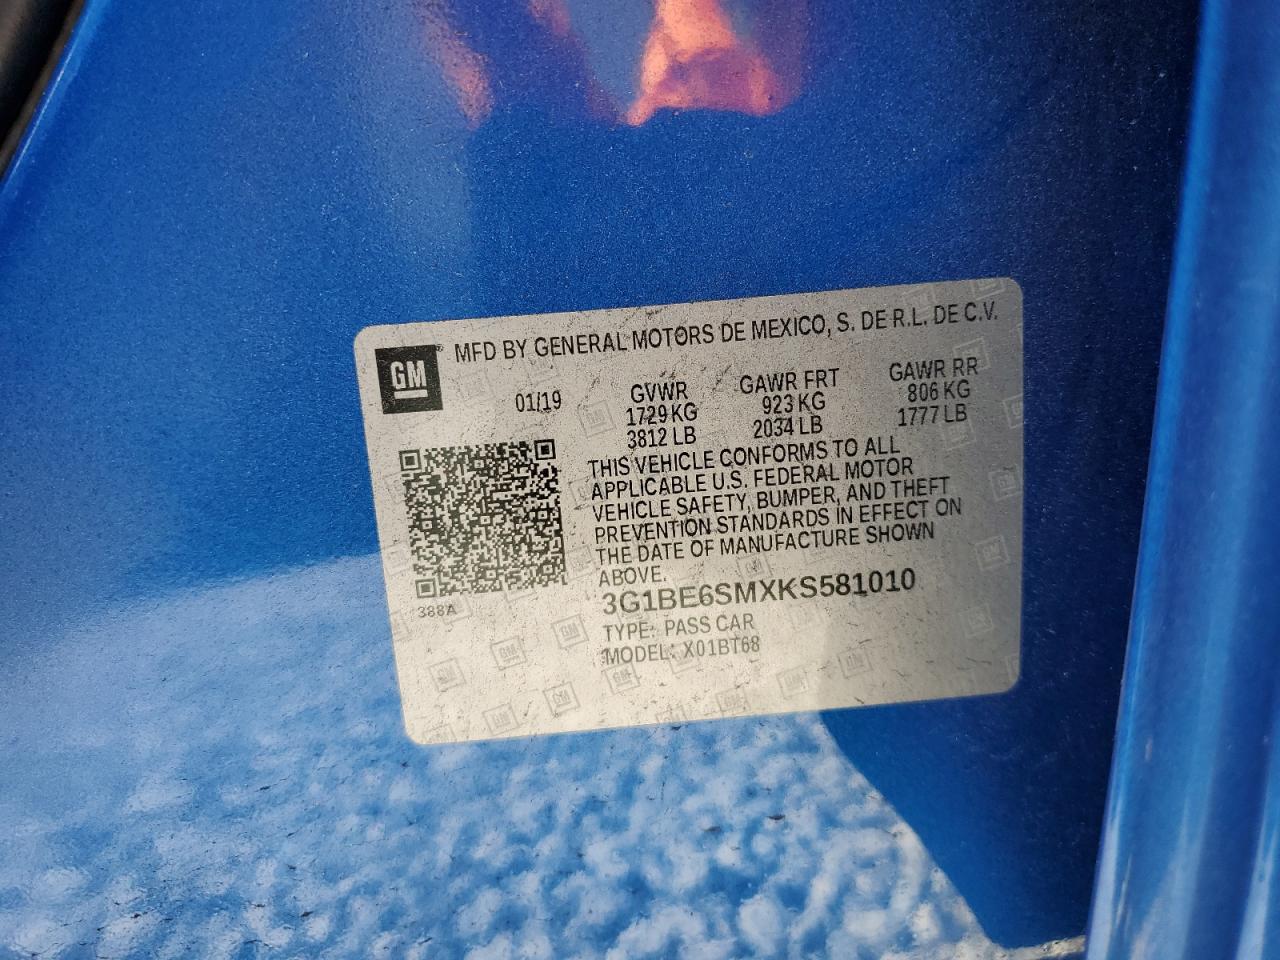 GM
MFD BY GENERAL MOTORS DE MEXICO, S. DE R.L. DE C.V.
01/19
GVWR
1729 KG
3812 LB
GAWR FRT
923 KG
2034 LB
GAWR RR
806 KG
1777 LB
THIS VEHICLE CONFORMS TO ALL
APPLICABLE U.S. FEDERAL MOTOR
VEHICLE SAFETY, BUMPER, AND THEFT
PREVENTION STANDARDS IN EFFECT ON
THE DATE OF MANUFACTURE SHOWN
ABOVE.
3G1BE6SMXKS581010
TYPE: PASS CAR
MODEL: X01BT68
388A